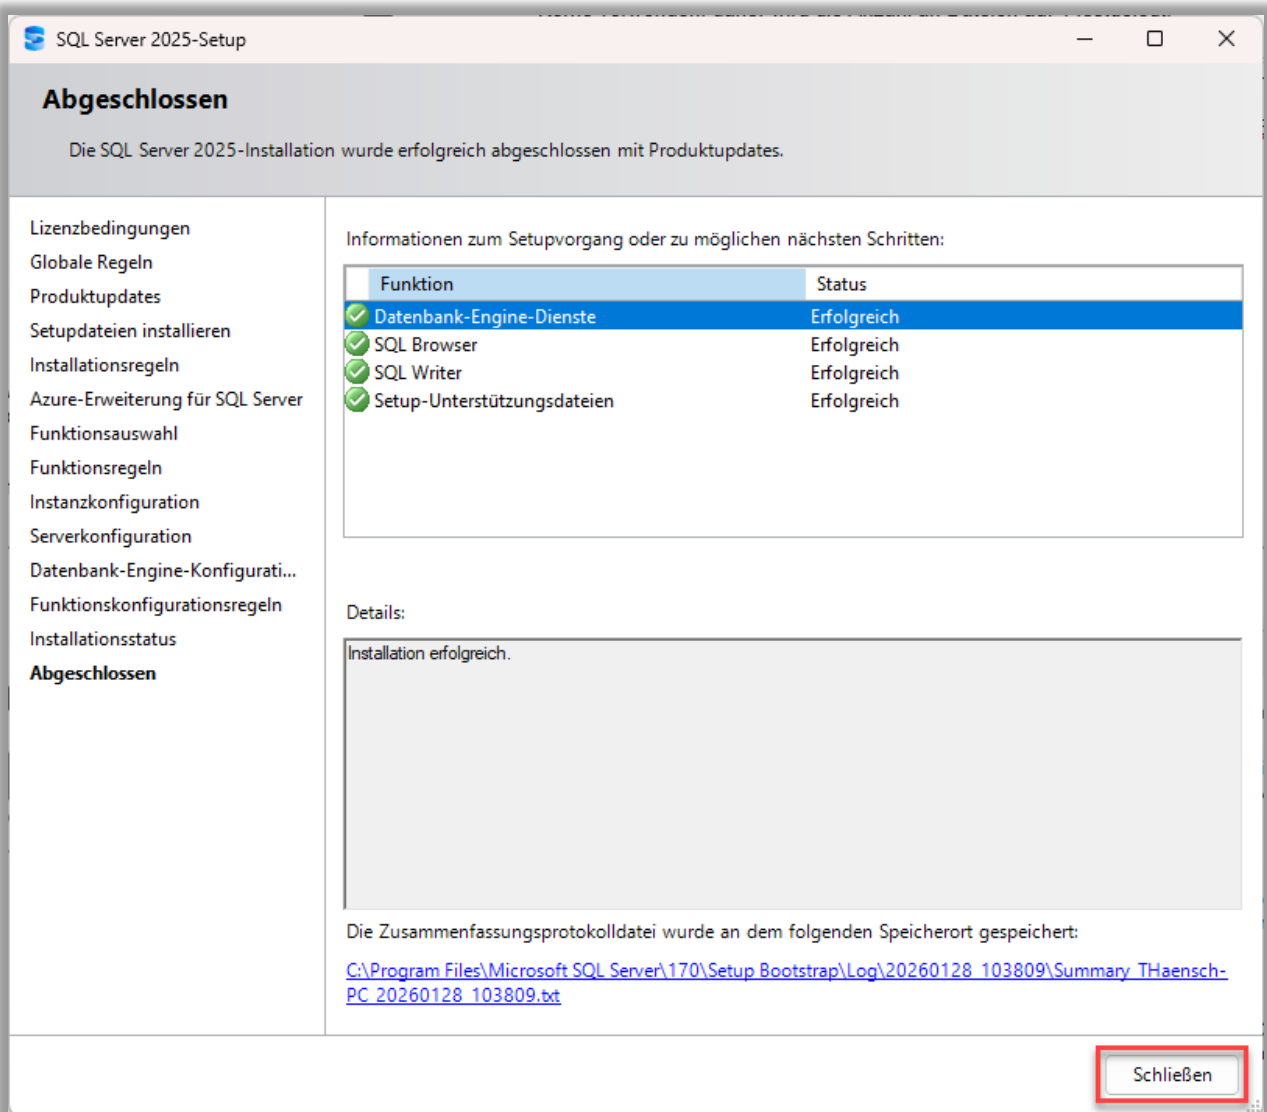 SQL Server 2025-Setup
Abgeschlossen
Die SQL Server 2025-Installation wurde erfolgreich abgeschlossen mit Produktupdates.
Lizenzbedingungen
Globale Regeln
Produktupdates
Setupdateien installieren
Installationsregeln
Azure-Erweiterung für SQL Server
Funktionsauswahl
Funktionsregeln
Instanzkonfiguration
Serverkonfiguration
Datenbank-Engine-Konfigurati...
Funktionskonfigurationsregeln
Installationsstatus
Abgeschlossen
Informationen zum Setupvorgang oder zu möglichen nächsten Schritten:
Funktion Status
Datenbank-Engine-Dienste Erfolgreich
SQL Browser Erfolgreich
SQL Writer Erfolgreich
Setup-Unterstützungsdateien Erfolgreich
Details:
Installation erfolgreich.
Die Zusammenfassungsprotokolldatei wurde an dem folgenden Speicherort gespeichert:
C:\Program Files\Microsoft SQL Server\170\Setup Bootstrap\Log\20260128_103809\Summary_THaensch-
PC_20260128_103809.txt
Schließen